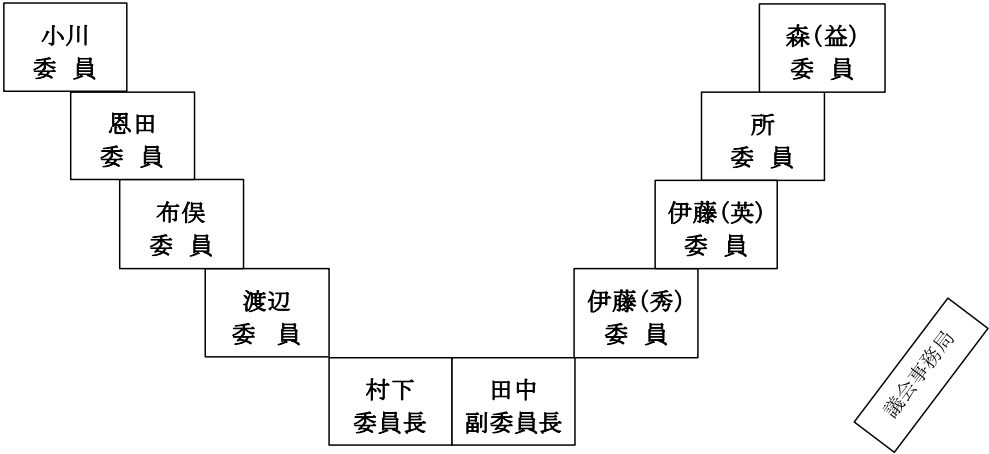 小川
委 員
森(益)
委 員
恩田
委 員
所
委 員
布俣
委 員
伊藤(英)
委 員
渡辺
委 員
伊藤(秀)
委 員
村下
委員長
田中
副委員長
議会事務局